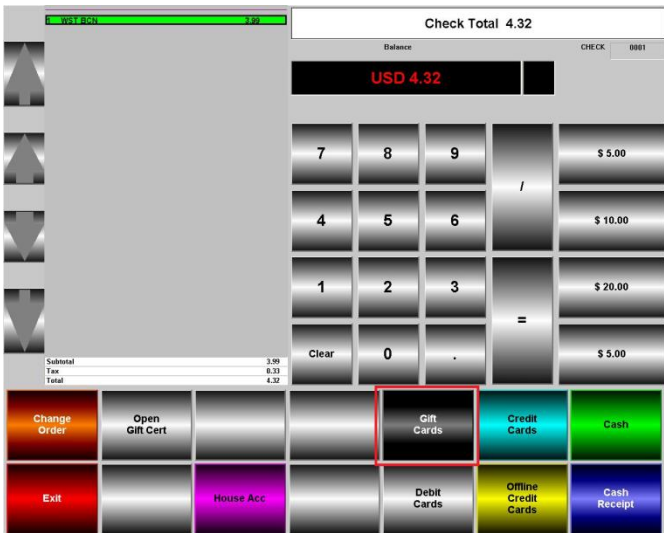 1 WST BCN 3.99
Check Total 4.32
Balance
CHECK 0001
USD 4.32
7 8 9 / $ 5.00
4 5 6 $ 10.00
1 2 3 = $ 20.00
Clear 0 . $ 5.00
Subtotal 3.99
Tax 0.33
Total 4.32
Change
Order
Open
Gift Cert
Gift
Cards
Credit
Cards
Cash
Exit
House Acc
Debit
Cards
Offline
Credit
Cards
Cash
Receipt